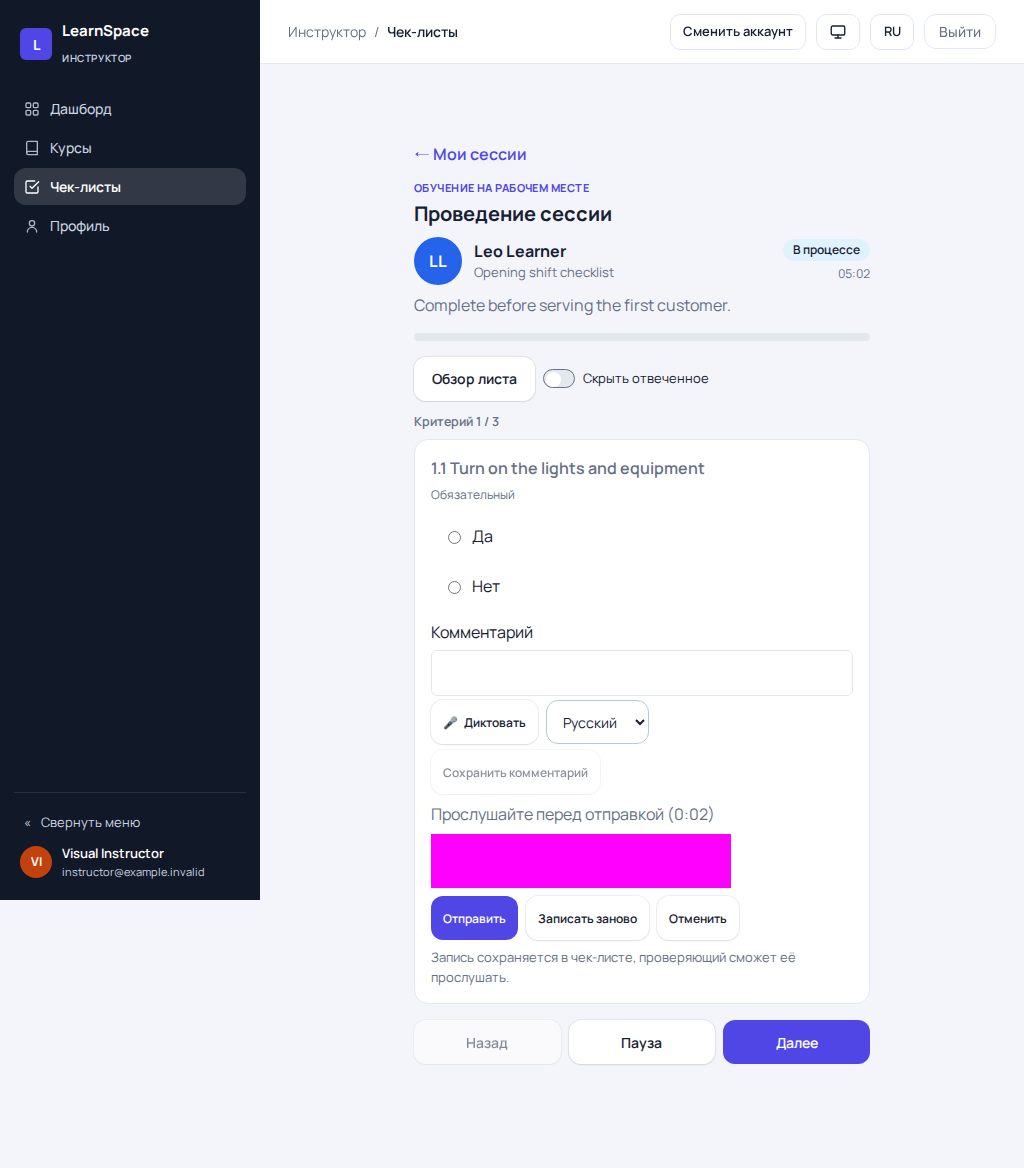 L
LearnSpace
ИНСТРУКТОР
Дашборд
Курсы
Чек-листы
Профиль
« Свернуть меню
VI
Visual Instructor
instructor@example.invalid
Инструктор / Чек-листы
Сменить аккаунт
RU
Выйти
← Мои сессии
ОБУЧЕНИЕ НА РАБОЧЕМ МЕСТЕ
Проведение сессии
LL
Leo Learner
Opening shift checklist
В процессе
05:02
Complete before serving the first customer.
Обзор листа
Скрыть отвеченное
Критерий 1 / 3
1.1 Turn on the lights and equipment
Обязательный
Да
Нет
Комментарий
🎤 Диктовать
Русский
Сохранить комментарий
Прослушайте перед отправкой (0:02)
Отправить
Записать заново
Отменить
Запись сохраняется в чек-листе, проверяющий сможет её
прослушать.
Назад
Пауза
Далее